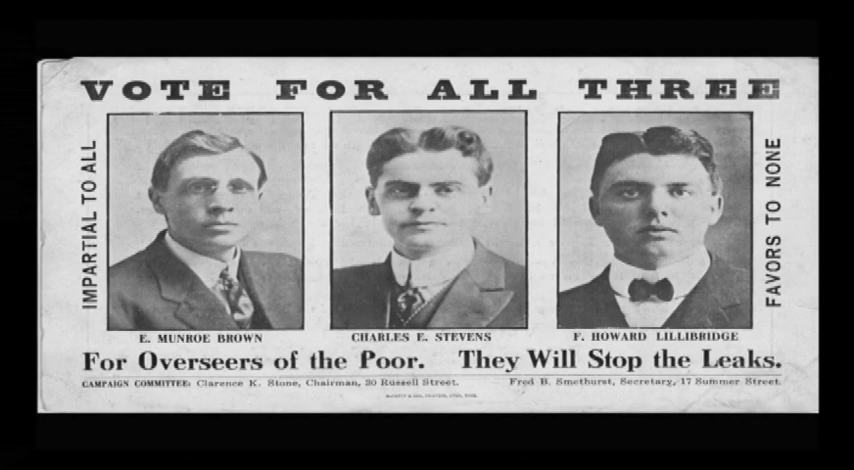 VOTE FOR ALL THREE
IMPARTIAL TO ALL
FAVORS TO NONE
E. MUNROE BROWN
CHARLES E. STEVENS
F. HOWARD LILLIBRIDGE
For Overseers of the Poor. They Will Stop the Leaks.
CAMPAIGN COMMITTEE: Clarence K. Stone, Chairman, 20 Russell Street. Fred B. Smethurst, Secretary, 17 Summer Street.